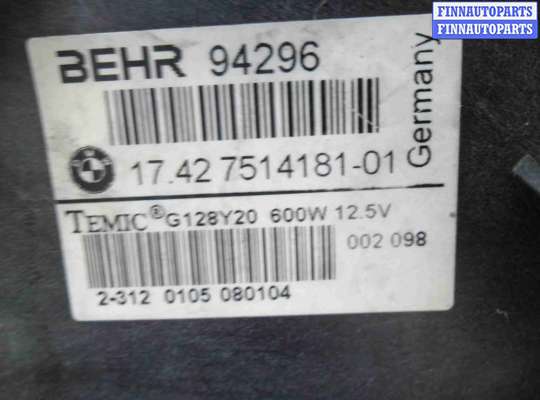 FINNAUTOPARTS
FINNAUTOPARTS
BEHR 94296
17.42 7514181-01
Germany
TEMIC® G128Y20 600W 12.5V
002 098
2-312 0105 080104